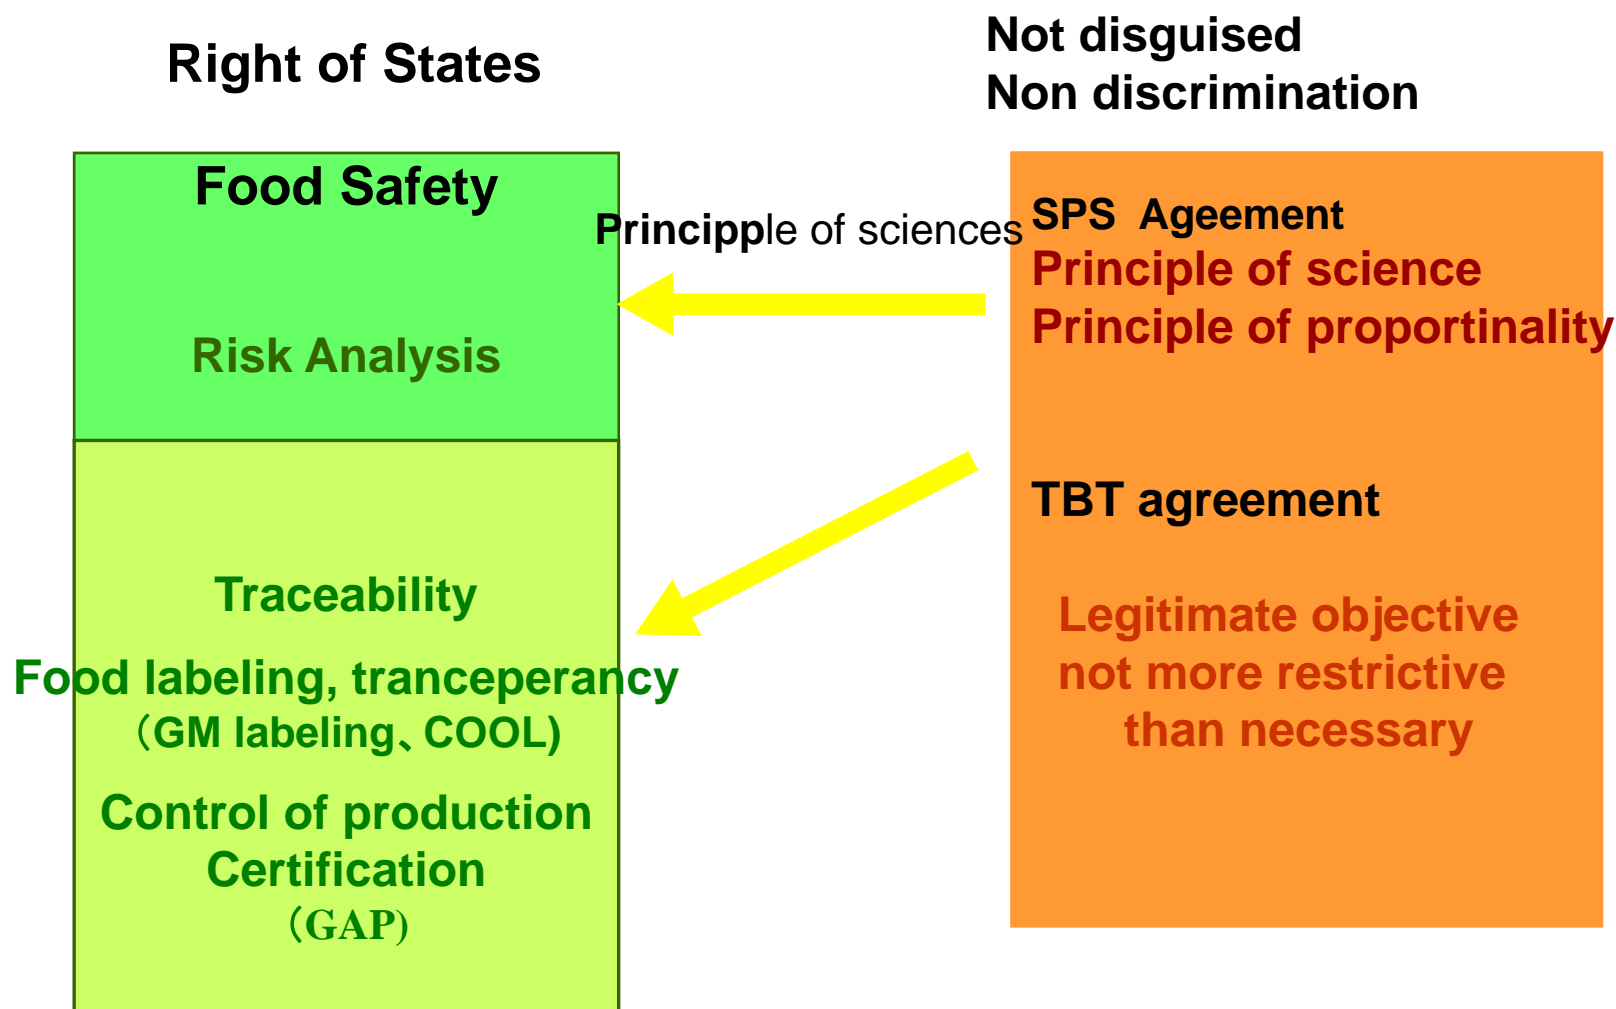 Right of States
Not disguised
Non discrimination
Food Safety
Risk Analysis
Principple of sciences
SPS Ageement
Principle of science
Principle of proportinality
TBT agreement
Legitimate objective
not more restrictive
than necessary
Traceability
Food labeling, tranceperancy
（GM labeling、COOL)
Control of production
Certification
（GAP)